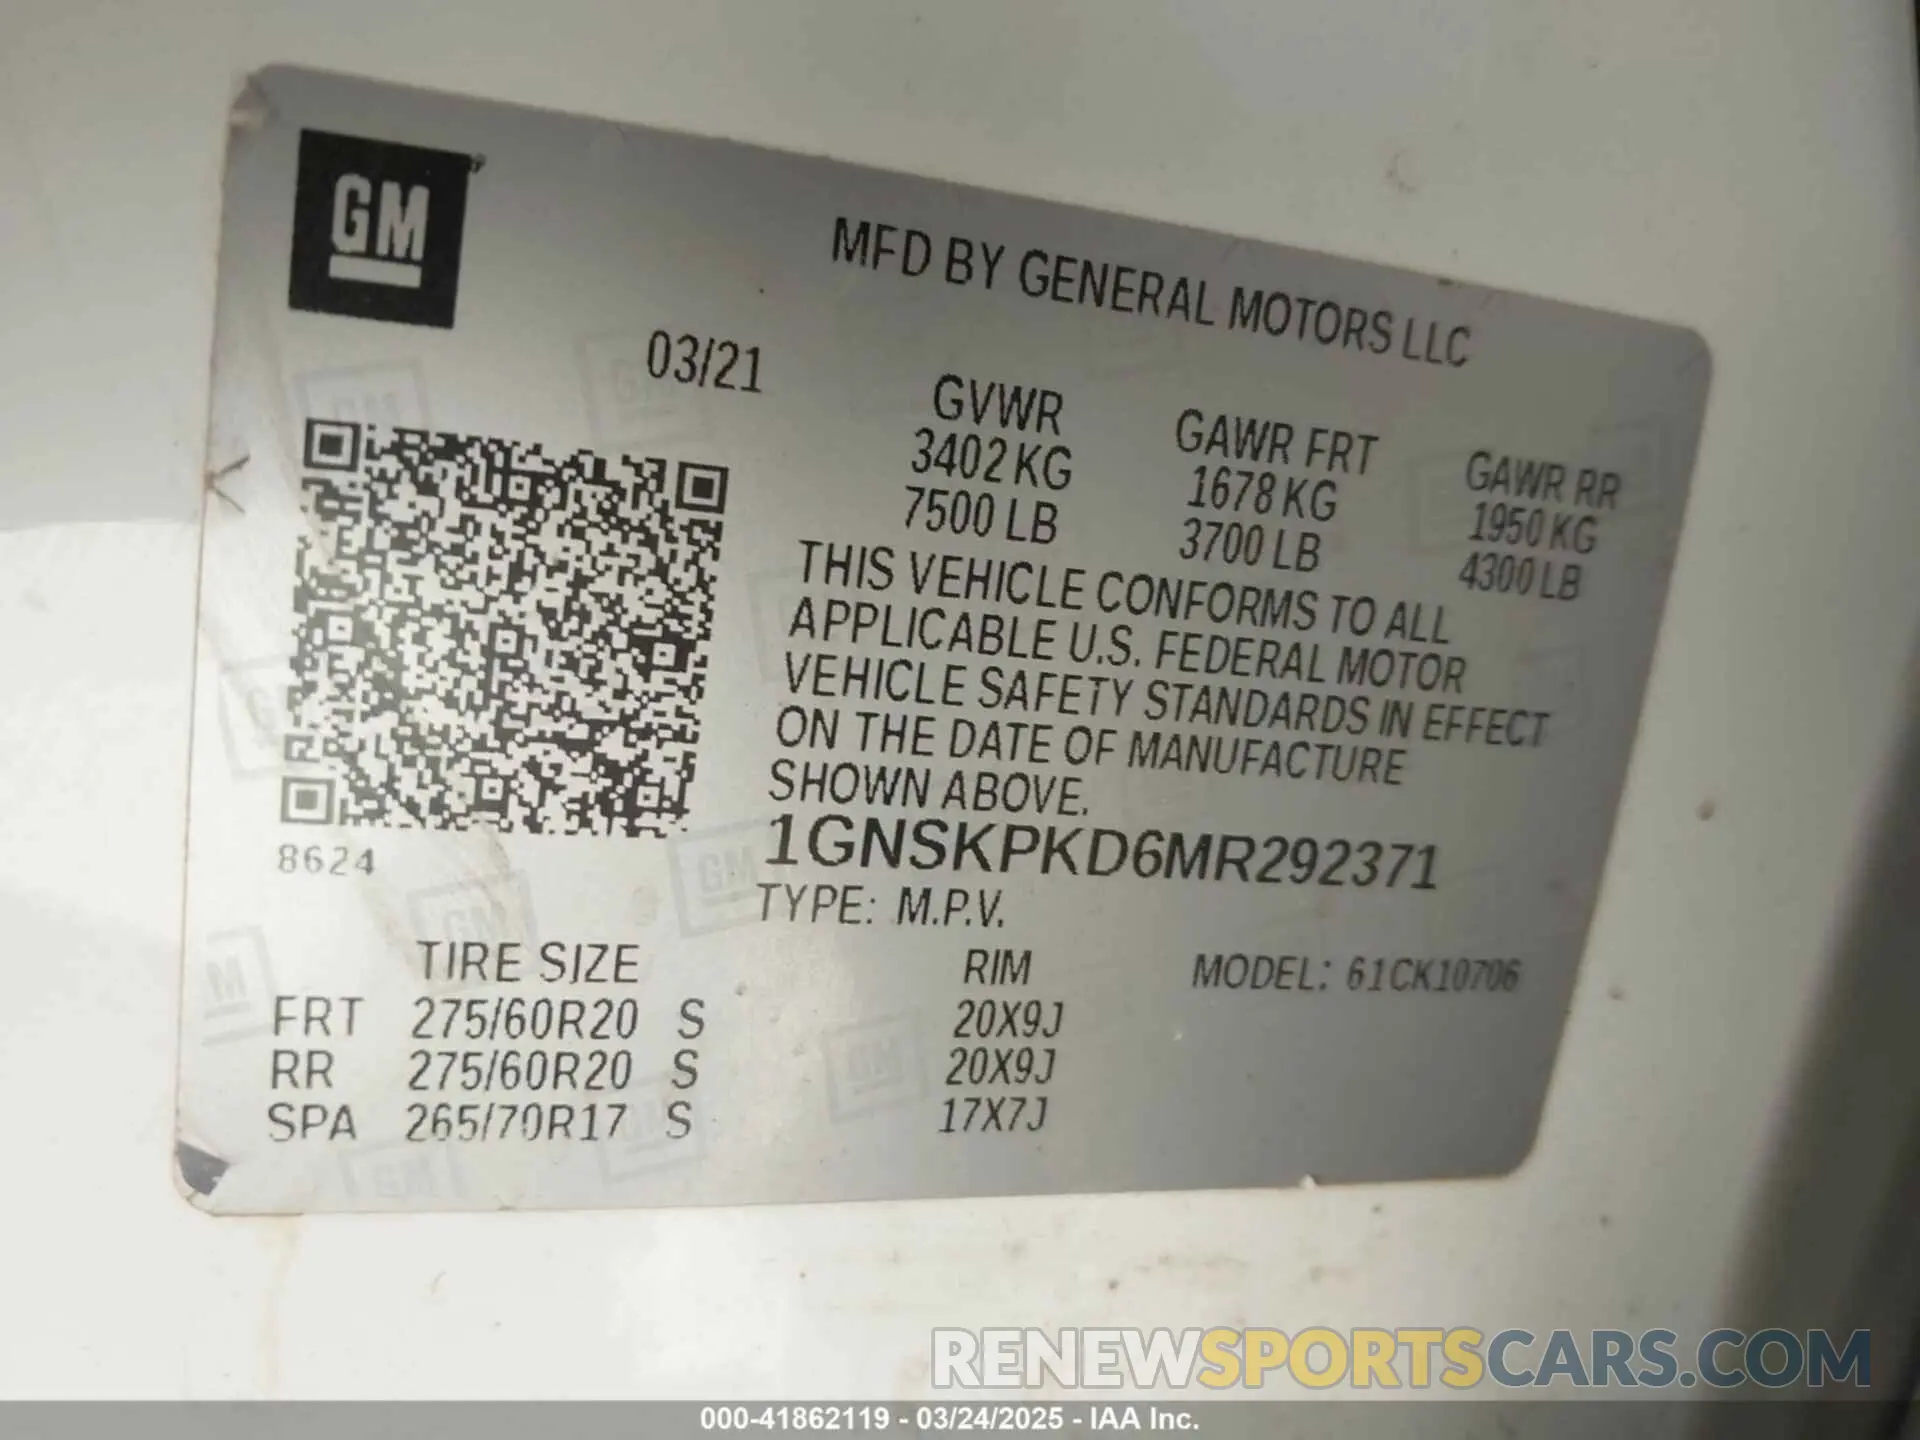 GM
MFD BY GENERAL MOTORS LLC
03/21
GVWR GAWR FRT GAWR RR
3402 KG 1678 KG 1950 KG
7500 LB 3700 LB 4300 LB
THIS VEHICLE CONFORMS TO ALL
APPLICABLE U.S. FEDERAL MOTOR
VEHICLE SAFETY STANDARDS IN EFFECT
ON THE DATE OF MANUFACTURE
SHOWN ABOVE.
8624
1GNSKPKD6MR292371
TYPE: M.P.V.
TIRE SIZE RIM MODEL: 61CK10706
FRT 275/60R20 S 20X9J
RR 275/60R20 S 20X9J
SPA 265/70R17 S 17X7J
RENEWSPORTSCARS.COM
000-41862119 - 03/24/2025 - IAA Inc.